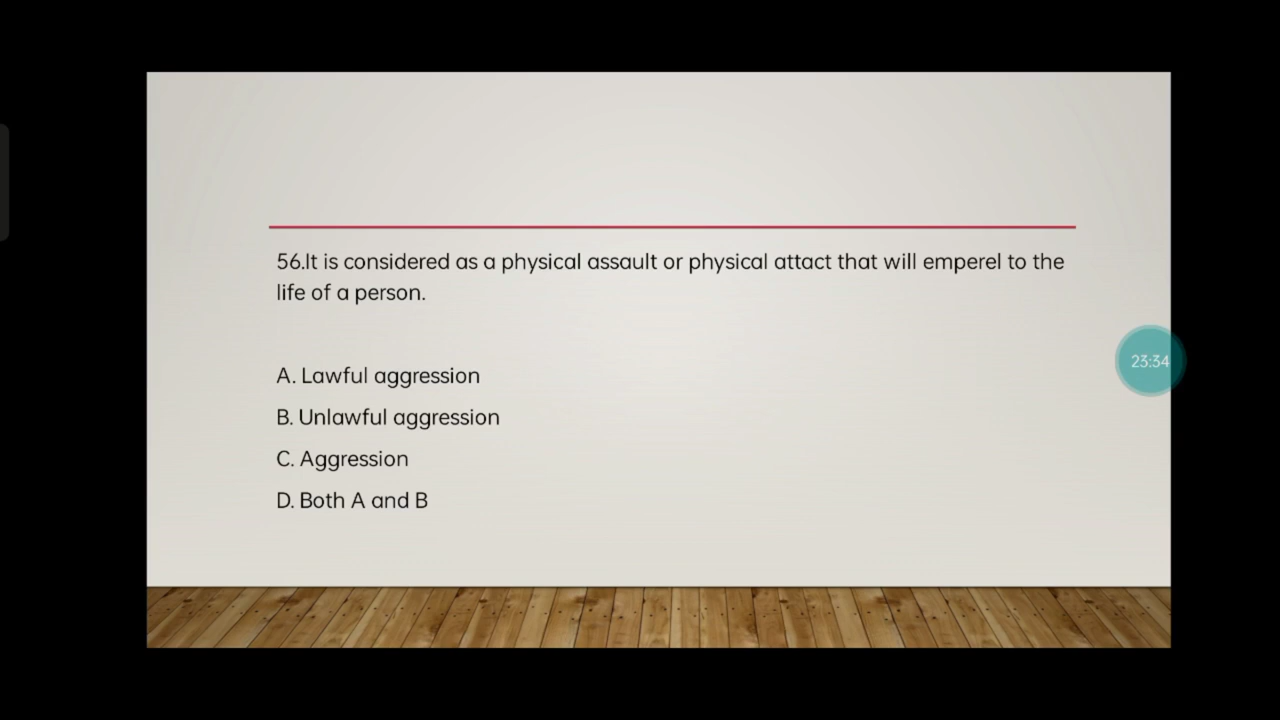 56.It is considered as a physical assault or physical attact that will emperel to the
life of a person.
A. Lawful aggression
B. Unlawful aggression
C. Aggression
D. Both A and B
23:34